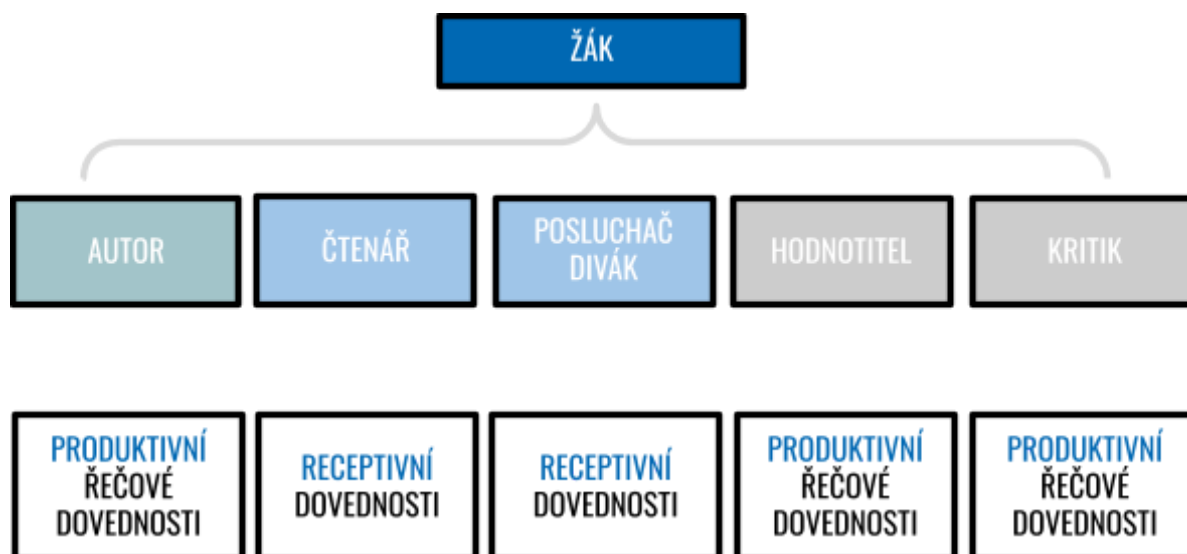 ŽÁK
AUTOR
ČTENÁŘ
POSLUCHAČ
DIVÁK
HODNOTITEL
KRITIK
PRODUKTIVNÍ
ŘEČOVÉ
DOVEDNOSTI
RECEPTIVNÍ
DOVEDNOSTI
RECEPTIVNÍ
DOVEDNOSTI
PRODUKTIVNÍ
ŘEČOVÉ
DOVEDNOSTI
PRODUKTIVNÍ
ŘEČOVÉ
DOVEDNOSTI